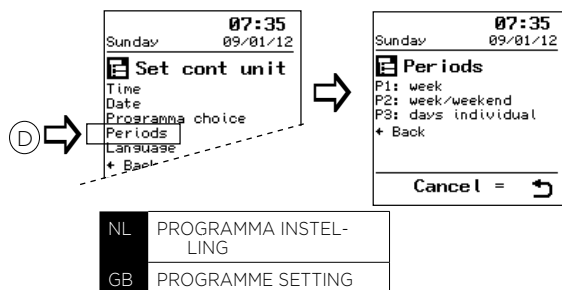 07:35
Sunday 09/01/12
Set cont unit
Time
Date
Programma choice
Periods
Language
← Back
D
07:35
Sunday 09/01/12
Periods
P1: week
P2: week/weekend
P3: days individual
← Back
Cancel =
NL PROGRAMMA INSTEL-
LING
GB PROGRAMME SETTING